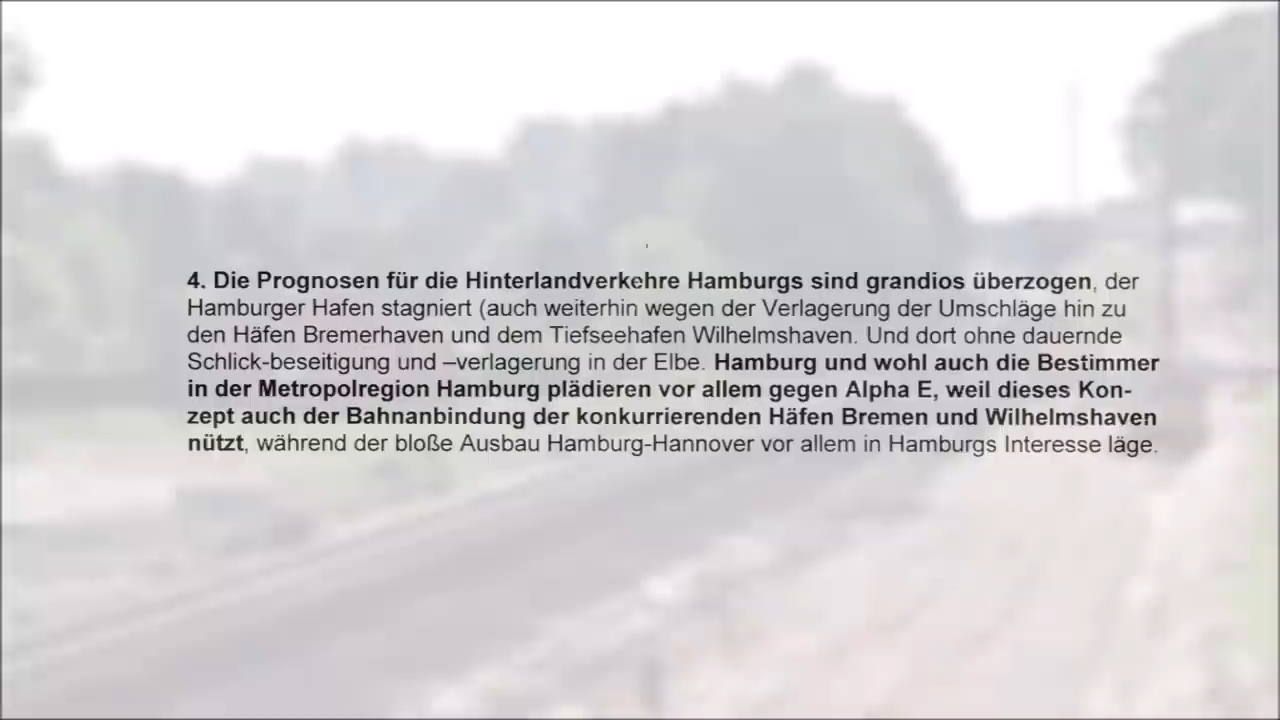 4. Die Prognosen für die Hinterlandverkehre Hamburgs sind grandios überzogen, der
Hamburger Hafen stagniert (auch weiterhin wegen der Verlagerung der Umschläge hin zu
den Häfen Bremerhaven und dem Tiefseehafen Wilhelmshaven. Und dort ohne dauernde
Schlick-beseitigung und –verlagerung in der Elbe. Hamburg und wohl auch die Bestimmer
in der Metropolregion Hamburg plädieren vor allem gegen Alpha E, weil dieses Kon-
zept auch der Bahnanbindung der konkurrierenden Häfen Bremen und Wilhelmshaven
nützt, während der bloße Ausbau Hamburg-Hannover vor allem in Hamburgs Interesse läge.